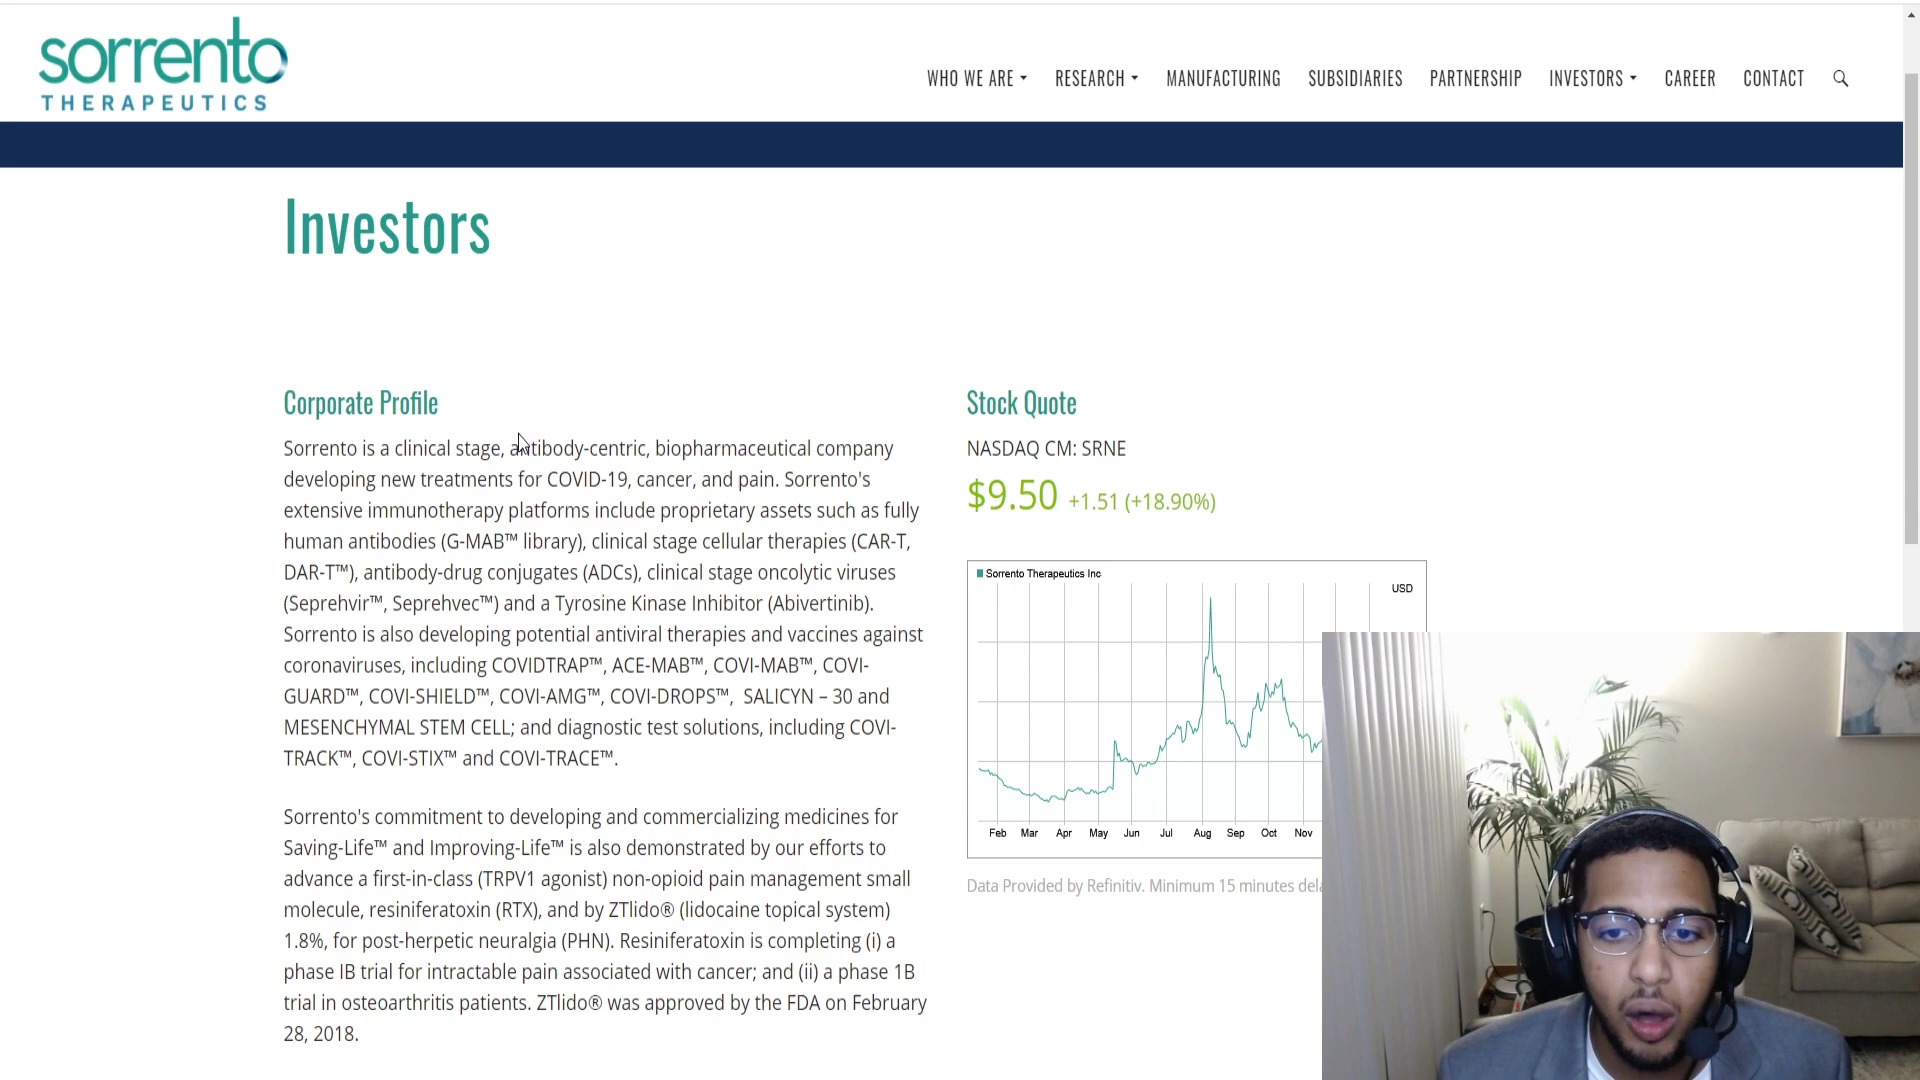 sorrento
THERAPEUTICS
WHO WE ARE
RESEARCH
MANUFACTURING
SUBSIDIARIES
PARTNERSHIP
INVESTORS
CAREER
CONTACT
Investors
Corporate Profile
Sorrento is a clinical stage, antibody-centric, biopharmaceutical company
developing new treatments for COVID-19, cancer, and pain. Sorrento's
extensive immunotherapy platforms include proprietary assets such as fully
human antibodies (G-MAB™ library), clinical stage cellular therapies (CAR-T,
DAR-T™), antibody-drug conjugates (ADCs), clinical stage oncolytic viruses
(Seprehvir™, Seprehvec™) and a Tyrosine Kinase Inhibitor (Abivertinib).
Sorrento is also developing potential antiviral therapies and vaccines against
coronaviruses, including COVIDTRAP™, ACE-MAB™, COVI-MAB™, COVI-
GUARD™, COVI-SHIELD™, COVI-AMG™, COVI-DROPS™, SALICYN – 30 and
MESENCHYMAL STEM CELL; and diagnostic test solutions, including COVI-
TRACK™, COVI-STIX™ and COVI-TRACE™.
Sorrento's commitment to developing and commercializing medicines for
Saving-Life™ and Improving-Life™ is also demonstrated by our efforts to
advance a first-in-class (TRPV1 agonist) non-opioid pain management small
molecule, resiniferatoxin (RTX), and by ZTlido® (lidocaine topical system)
1.8%, for post-herpetic neuralgia (PHN). Resiniferatoxin is completing (i) a
phase IB trial for intractable pain associated with cancer; and (ii) a phase 1B
trial in osteoarthritis patients. ZTlido® was approved by the FDA on February
28, 2018.
Stock Quote
NASDAQ CM: SRNE
$9.50 +1.51 (+18.90%)
Sorrento Therapeutics Inc
USD
Feb Mar Apr May Jun Jul Aug Sep Oct Nov
Data Provided by Refinitiv. Minimum 15 minutes